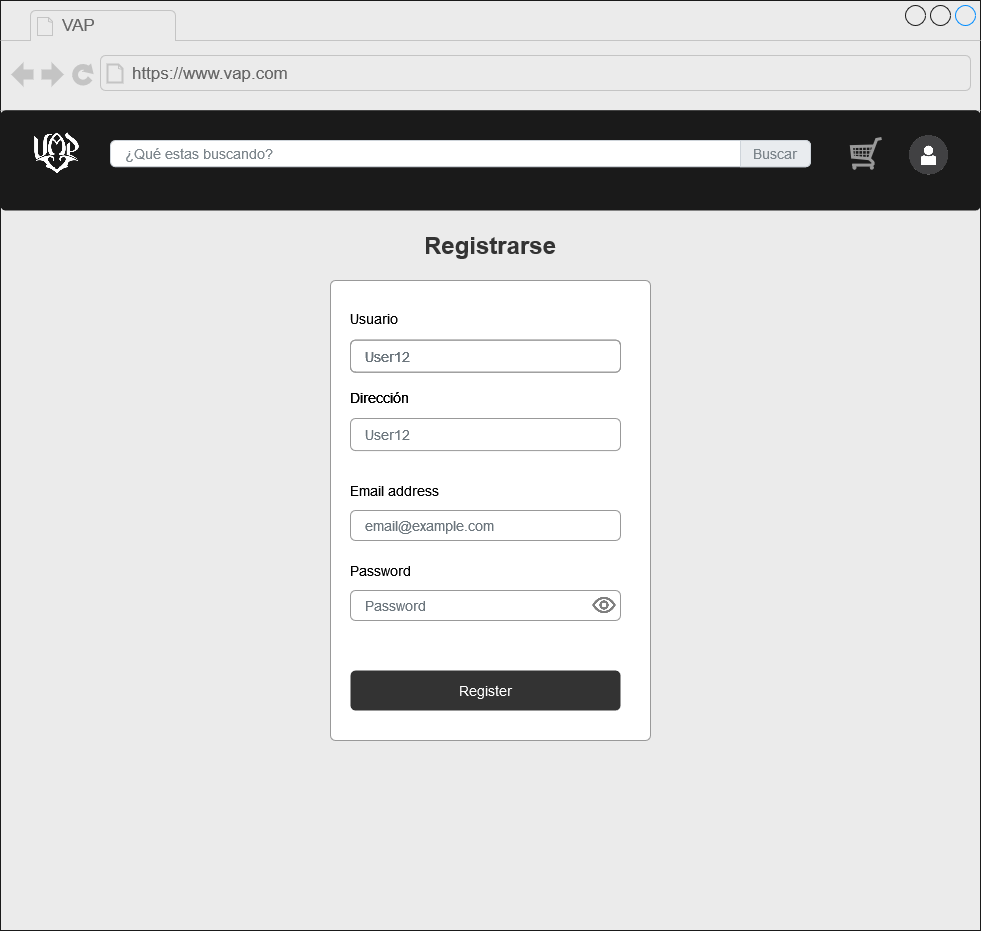 VAP
https://www.vap.com
VAP
¿Qué estas buscando?
Buscar
Registrarse
Usuario
User12
Dirección
User12
Email address
email@example.com
Password
Password
Register